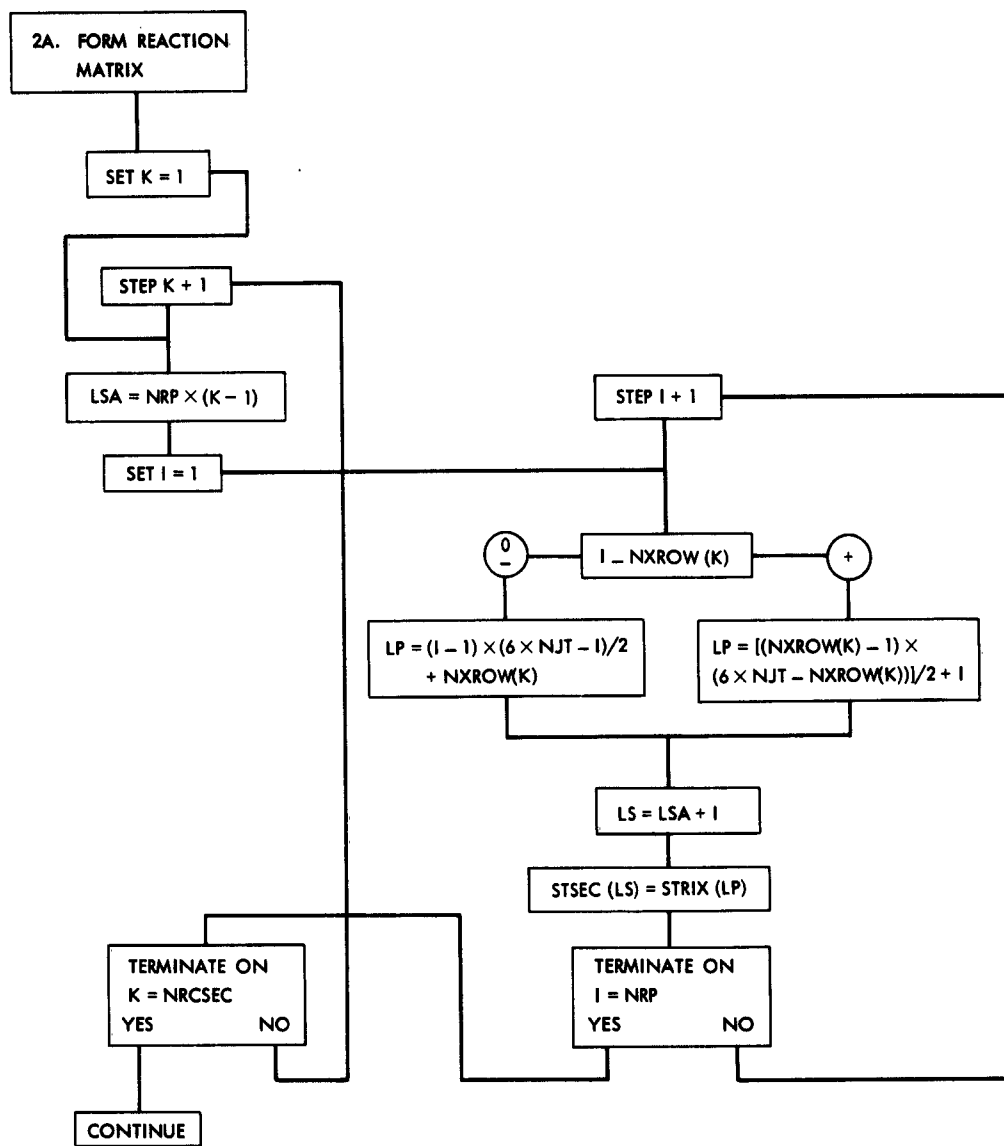 2A. FORM REACTION
MATRIX
SET K = 1
STEP K + 1
LSA = NRP × (K – 1)
SET I = 1
STEP I + 1
I – NXROW (K)
0
–
+
LP = (I – 1) × (6 × NJT – I)/2
+ NXROW(K)
LP = [(NXROW(K) – 1) ×
(6 × NJT – NXROW(K))]/2 + I
LS = LSA + I
STSEC (LS) = STRIX (LP)
TERMINATE ON
K = NRCSEC
YES NO
TERMINATE ON
I = NRP
YES NO
CONTINUE